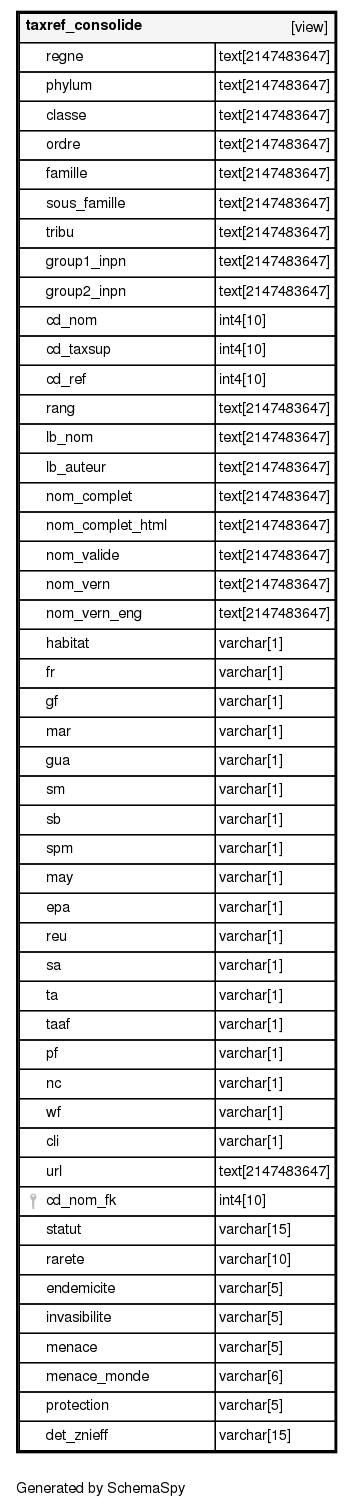 taxref_consolide [view]
regne text[2147483647]
phylum text[2147483647]
classe text[2147483647]
ordre text[2147483647]
famille text[2147483647]
sous_famille text[2147483647]
tribu text[2147483647]
group1_inpn text[2147483647]
group2_inpn text[2147483647]
cd_nom int4[10]
cd_taxsup int4[10]
cd_ref int4[10]
rang text[2147483647]
lb_nom text[2147483647]
lb_auteur text[2147483647]
nom_complet text[2147483647]
nom_complet_html text[2147483647]
nom_valide text[2147483647]
nom_vern text[2147483647]
nom_vern_eng text[2147483647]
habitat varchar[1]
fr varchar[1]
gf varchar[1]
mar varchar[1]
gua varchar[1]
sm varchar[1]
sb varchar[1]
spm varchar[1]
may varchar[1]
epa varchar[1]
reu varchar[1]
sa varchar[1]
ta varchar[1]
taaf varchar[1]
pf varchar[1]
nc varchar[1]
wf varchar[1]
cli varchar[1]
url text[2147483647]
cd_nom_fk int4[10]
statut varchar[15]
rarete varchar[10]
endemicite varchar[5]
invasibilite varchar[5]
menace varchar[5]
menace_monde varchar[6]
protection varchar[5]
det_znieff varchar[15]
Generated by SchemaSpy